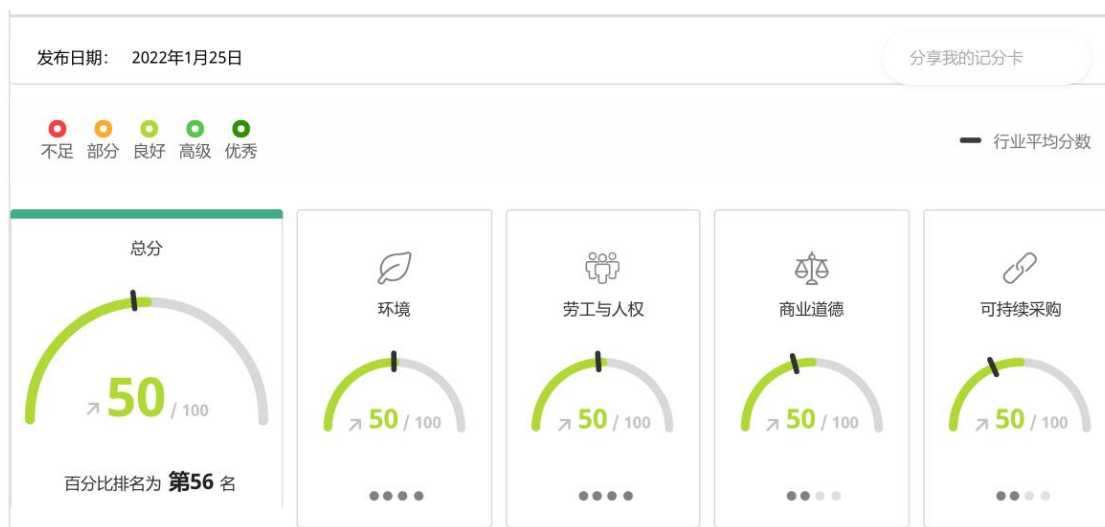 发布日期： 2022年1月25日
分享我的记分卡
不足 部分 良好 高级 优秀
行业平均分数
总分
50 / 100
百分比排名为 第56 名
环境
50 / 100
劳工与人权
50 / 100
商业道德
50 / 100
可持续采购
50 / 100